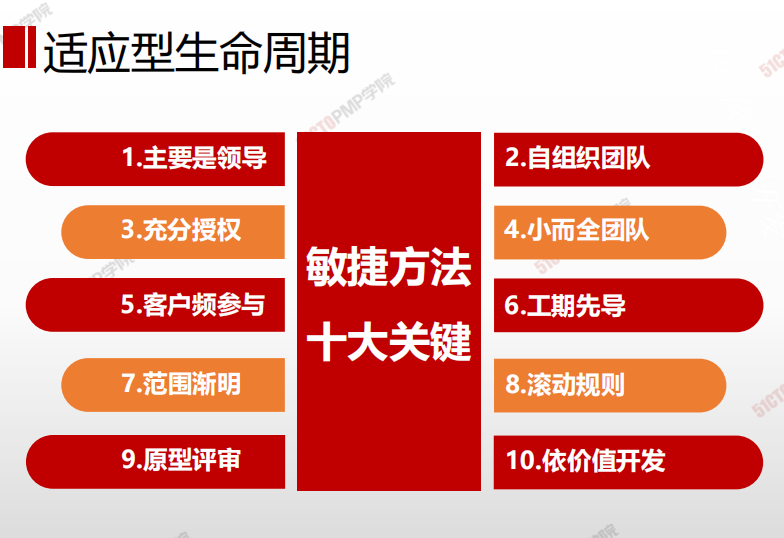 适应型生命周期
1.主要是领导
2.自组织团队
3.充分授权
4.小而全团队
敏捷方法
十大关键
5.客户频参与
6.工期先导
7.范围渐明
8.滚动规则
9.原型评审
10.依价值开发
51CTOPMP学院